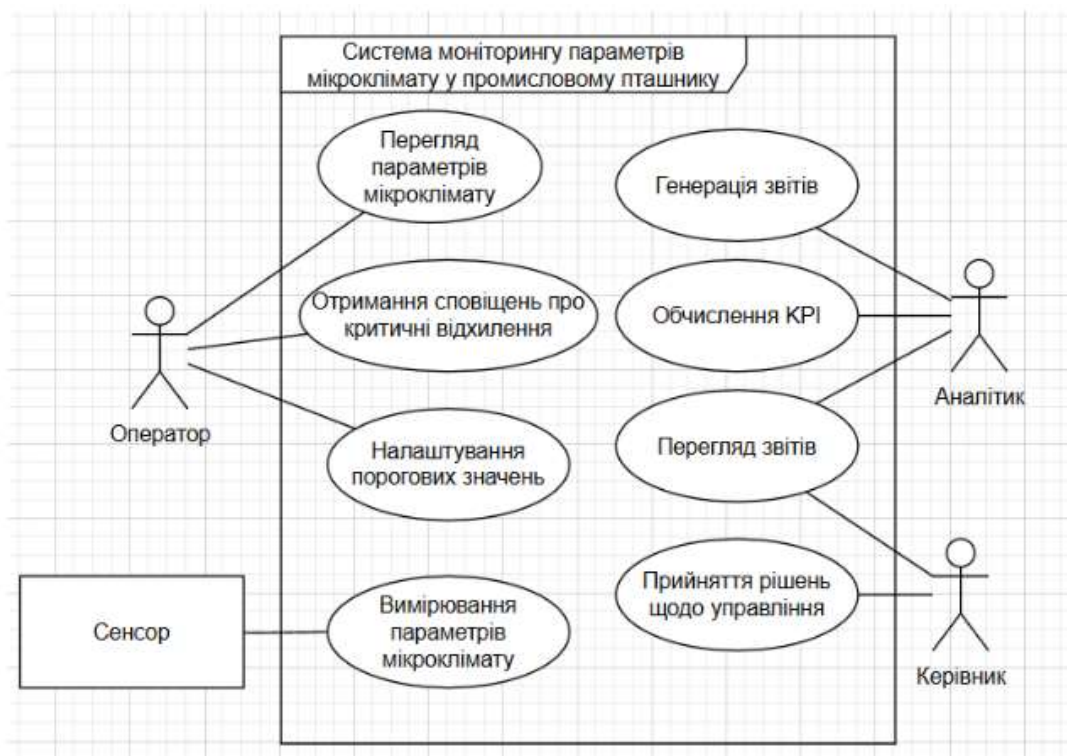 Система моніторингу параметрів
мікроклімату у промисловому пташнику
Перегляд
параметрів
мікроклімату
Генерація звітів
Отримання сповіщень про
критичні відхилення
Обчислення KPI
Аналітик
Оператор
Налаштування
порогових значень
Перегляд звітів
Сенсор
Вимірювання
параметрів
мікроклімату
Прийняття рішень
щодо управління
Керівник